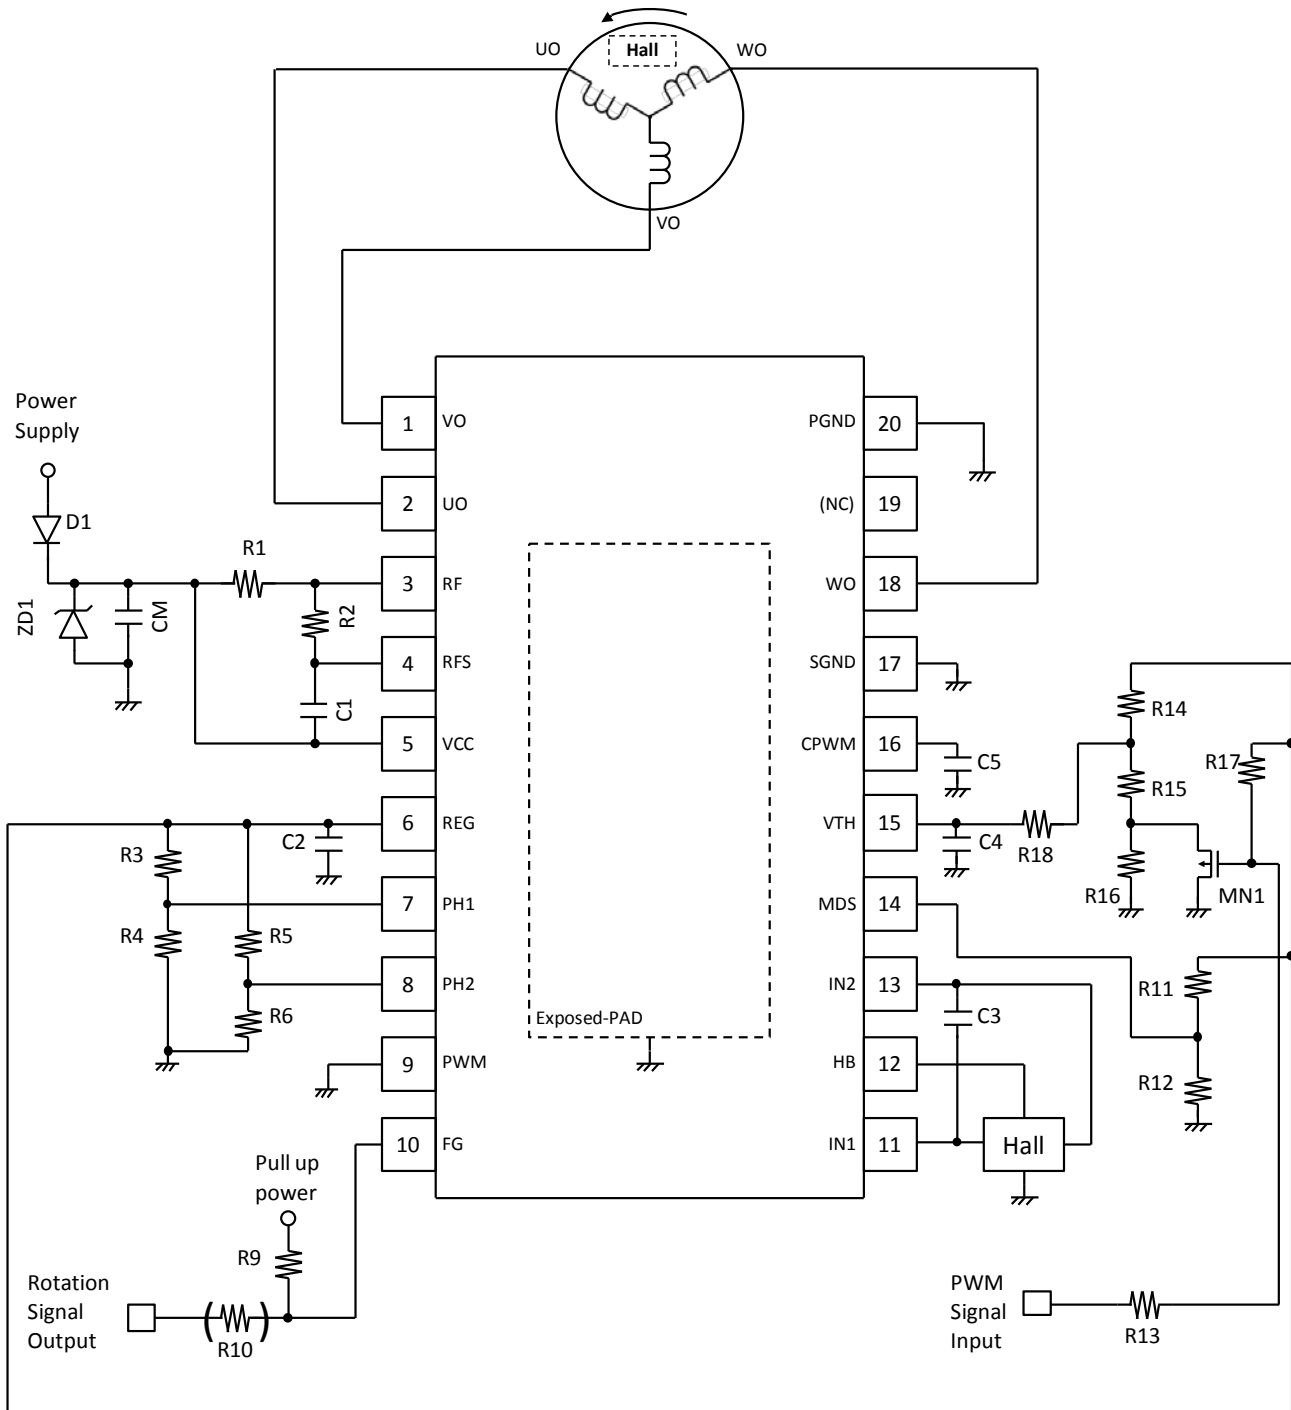 UO
Hall
WO
VO
Power
Supply
D1
ZD1
CM
R1
R2
C1
1
VO
2
UO
3
RF
4
RFS
5
VCC
6
REG
7
PH1
8
PH2
9
PWM
10
FG
PGND
20
(NC)
19
WO
18
SGND
17
CPWM
16
VTH
15
MDS
14
IN2
13
HB
12
IN1
11
Exposed-PAD
C2
R3
R4
R5
R6
C5
C4
R18
R14
R15
R16
R17
MN1
R11
R12
C3
Hall
Pull up
power
R9
Rotation
Signal
Output
(R10)
PWM
Signal
Input
R13